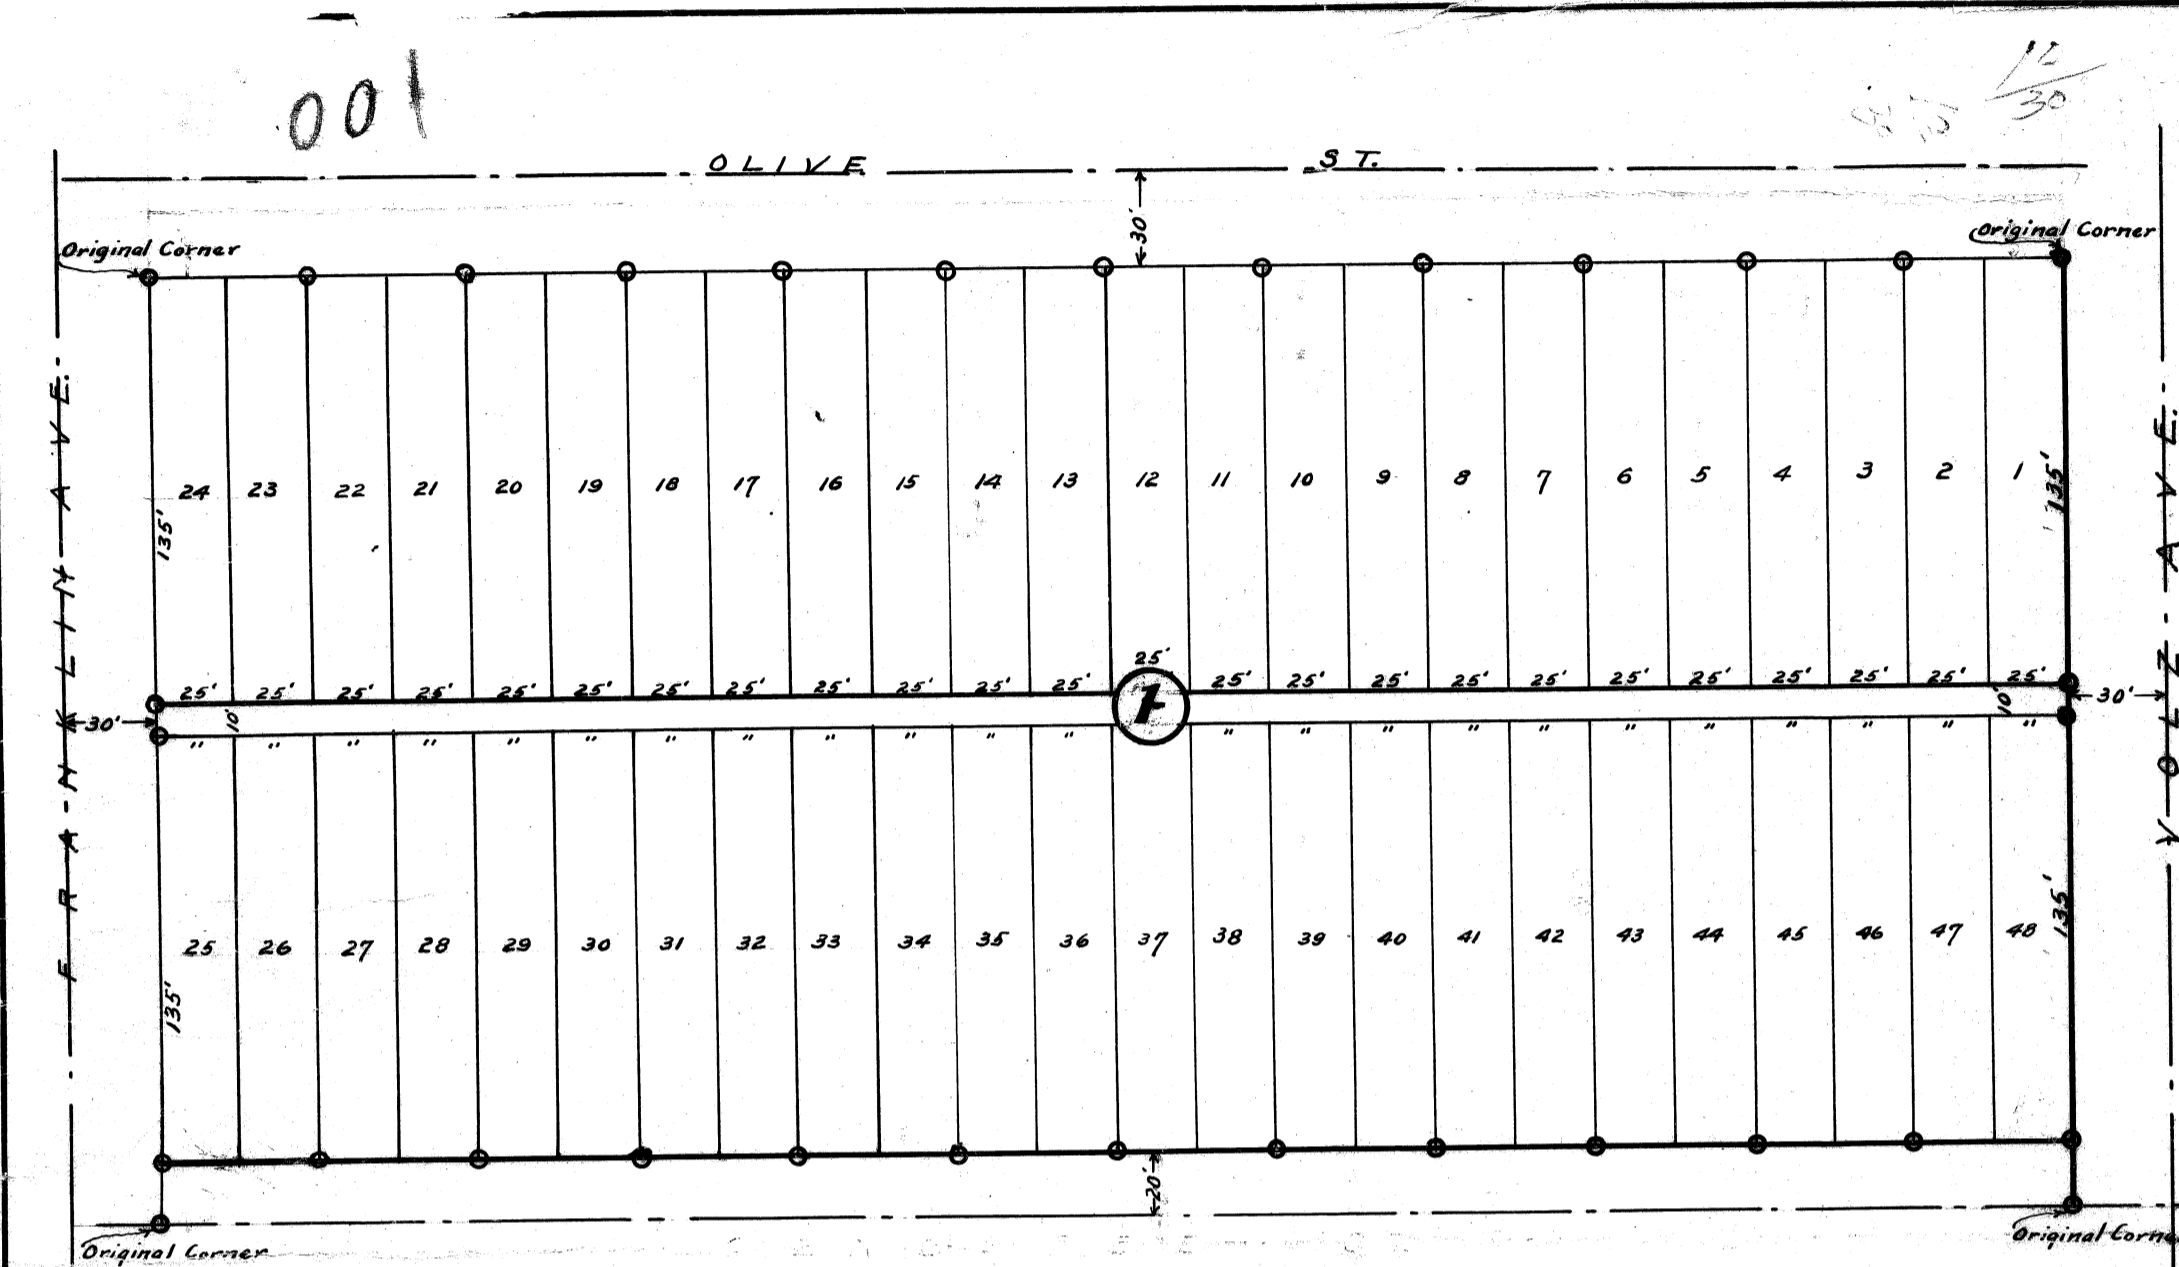 001
12
30
OLIVE ST.
30'
Original Corner
Original Corner
FRANKLIN AVE.
VOLZ AVE.
24 23 22 21 20 19 18 17 16 15 14 13 12 11 10 9 8 7 6 5 4 3 2 1
135'
135'
25' 25' 25' 25' 25' 25' 25' 25' 25' 25' 25' 25' 25' 25' 25' 25' 25' 25' 25' 25' 25' 25' 25' 25'
30'
10'
1
10'
30'
" " " " " " " " " " " " " " " " " " " " " " "
25 26 27 28 29 30 31 32 33 34 35 36 37 38 39 40 41 42 43 44 45 46 47 48
135'
135'
20'
Original Corner
Original Corne